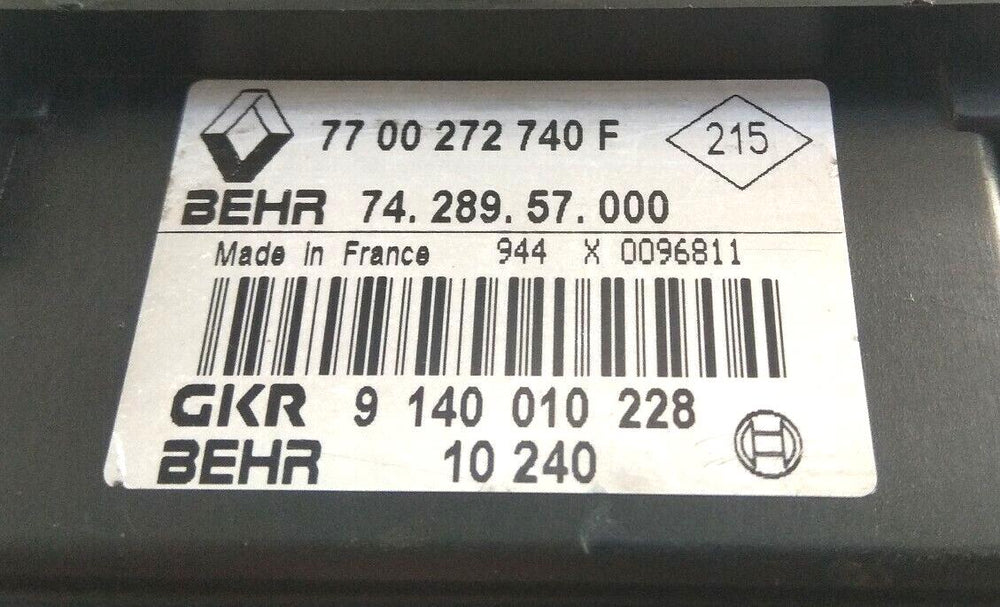 77 00 272 740 F 215
BEHR 74. 289. 57. 000
Made in France 944 X 0096811
GKR 9 140 010 228
BEHR 10 240